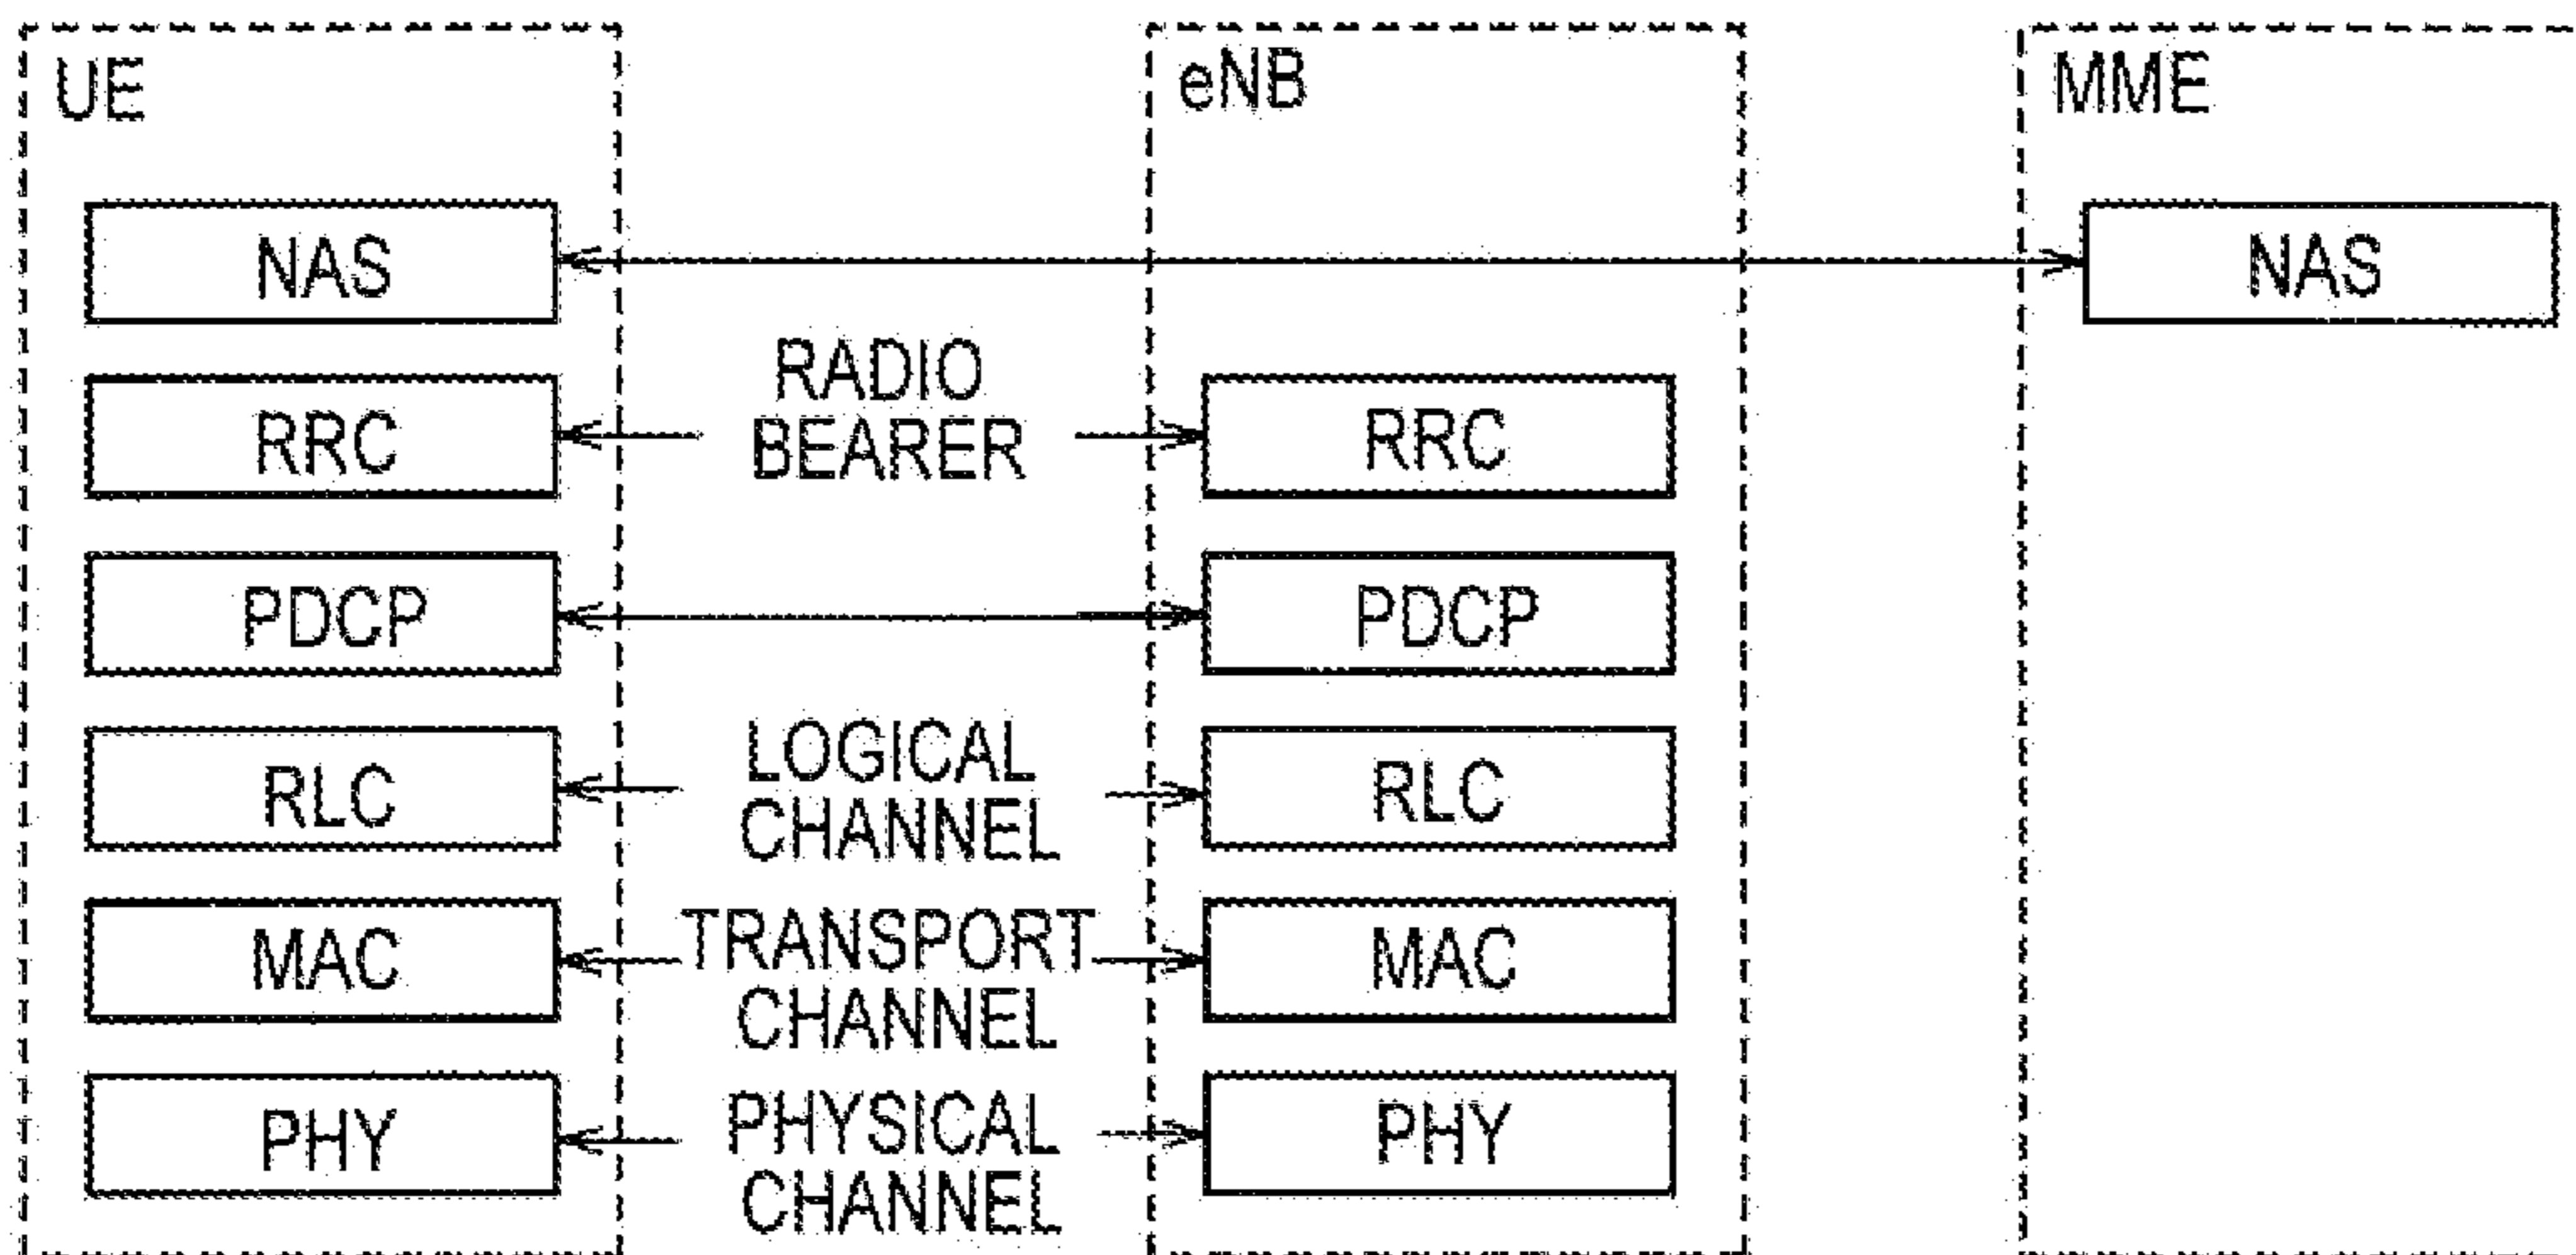 UE
eNB
MME
NAS
NAS
RADIO
BEARER
RRC
RRC
PDCP
PDCP
LOGICAL
CHANNEL
RLC
RLC
TRANSPORT
CHANNEL
MAC
MAC
PHYSICAL
CHANNEL
PHY
PHY